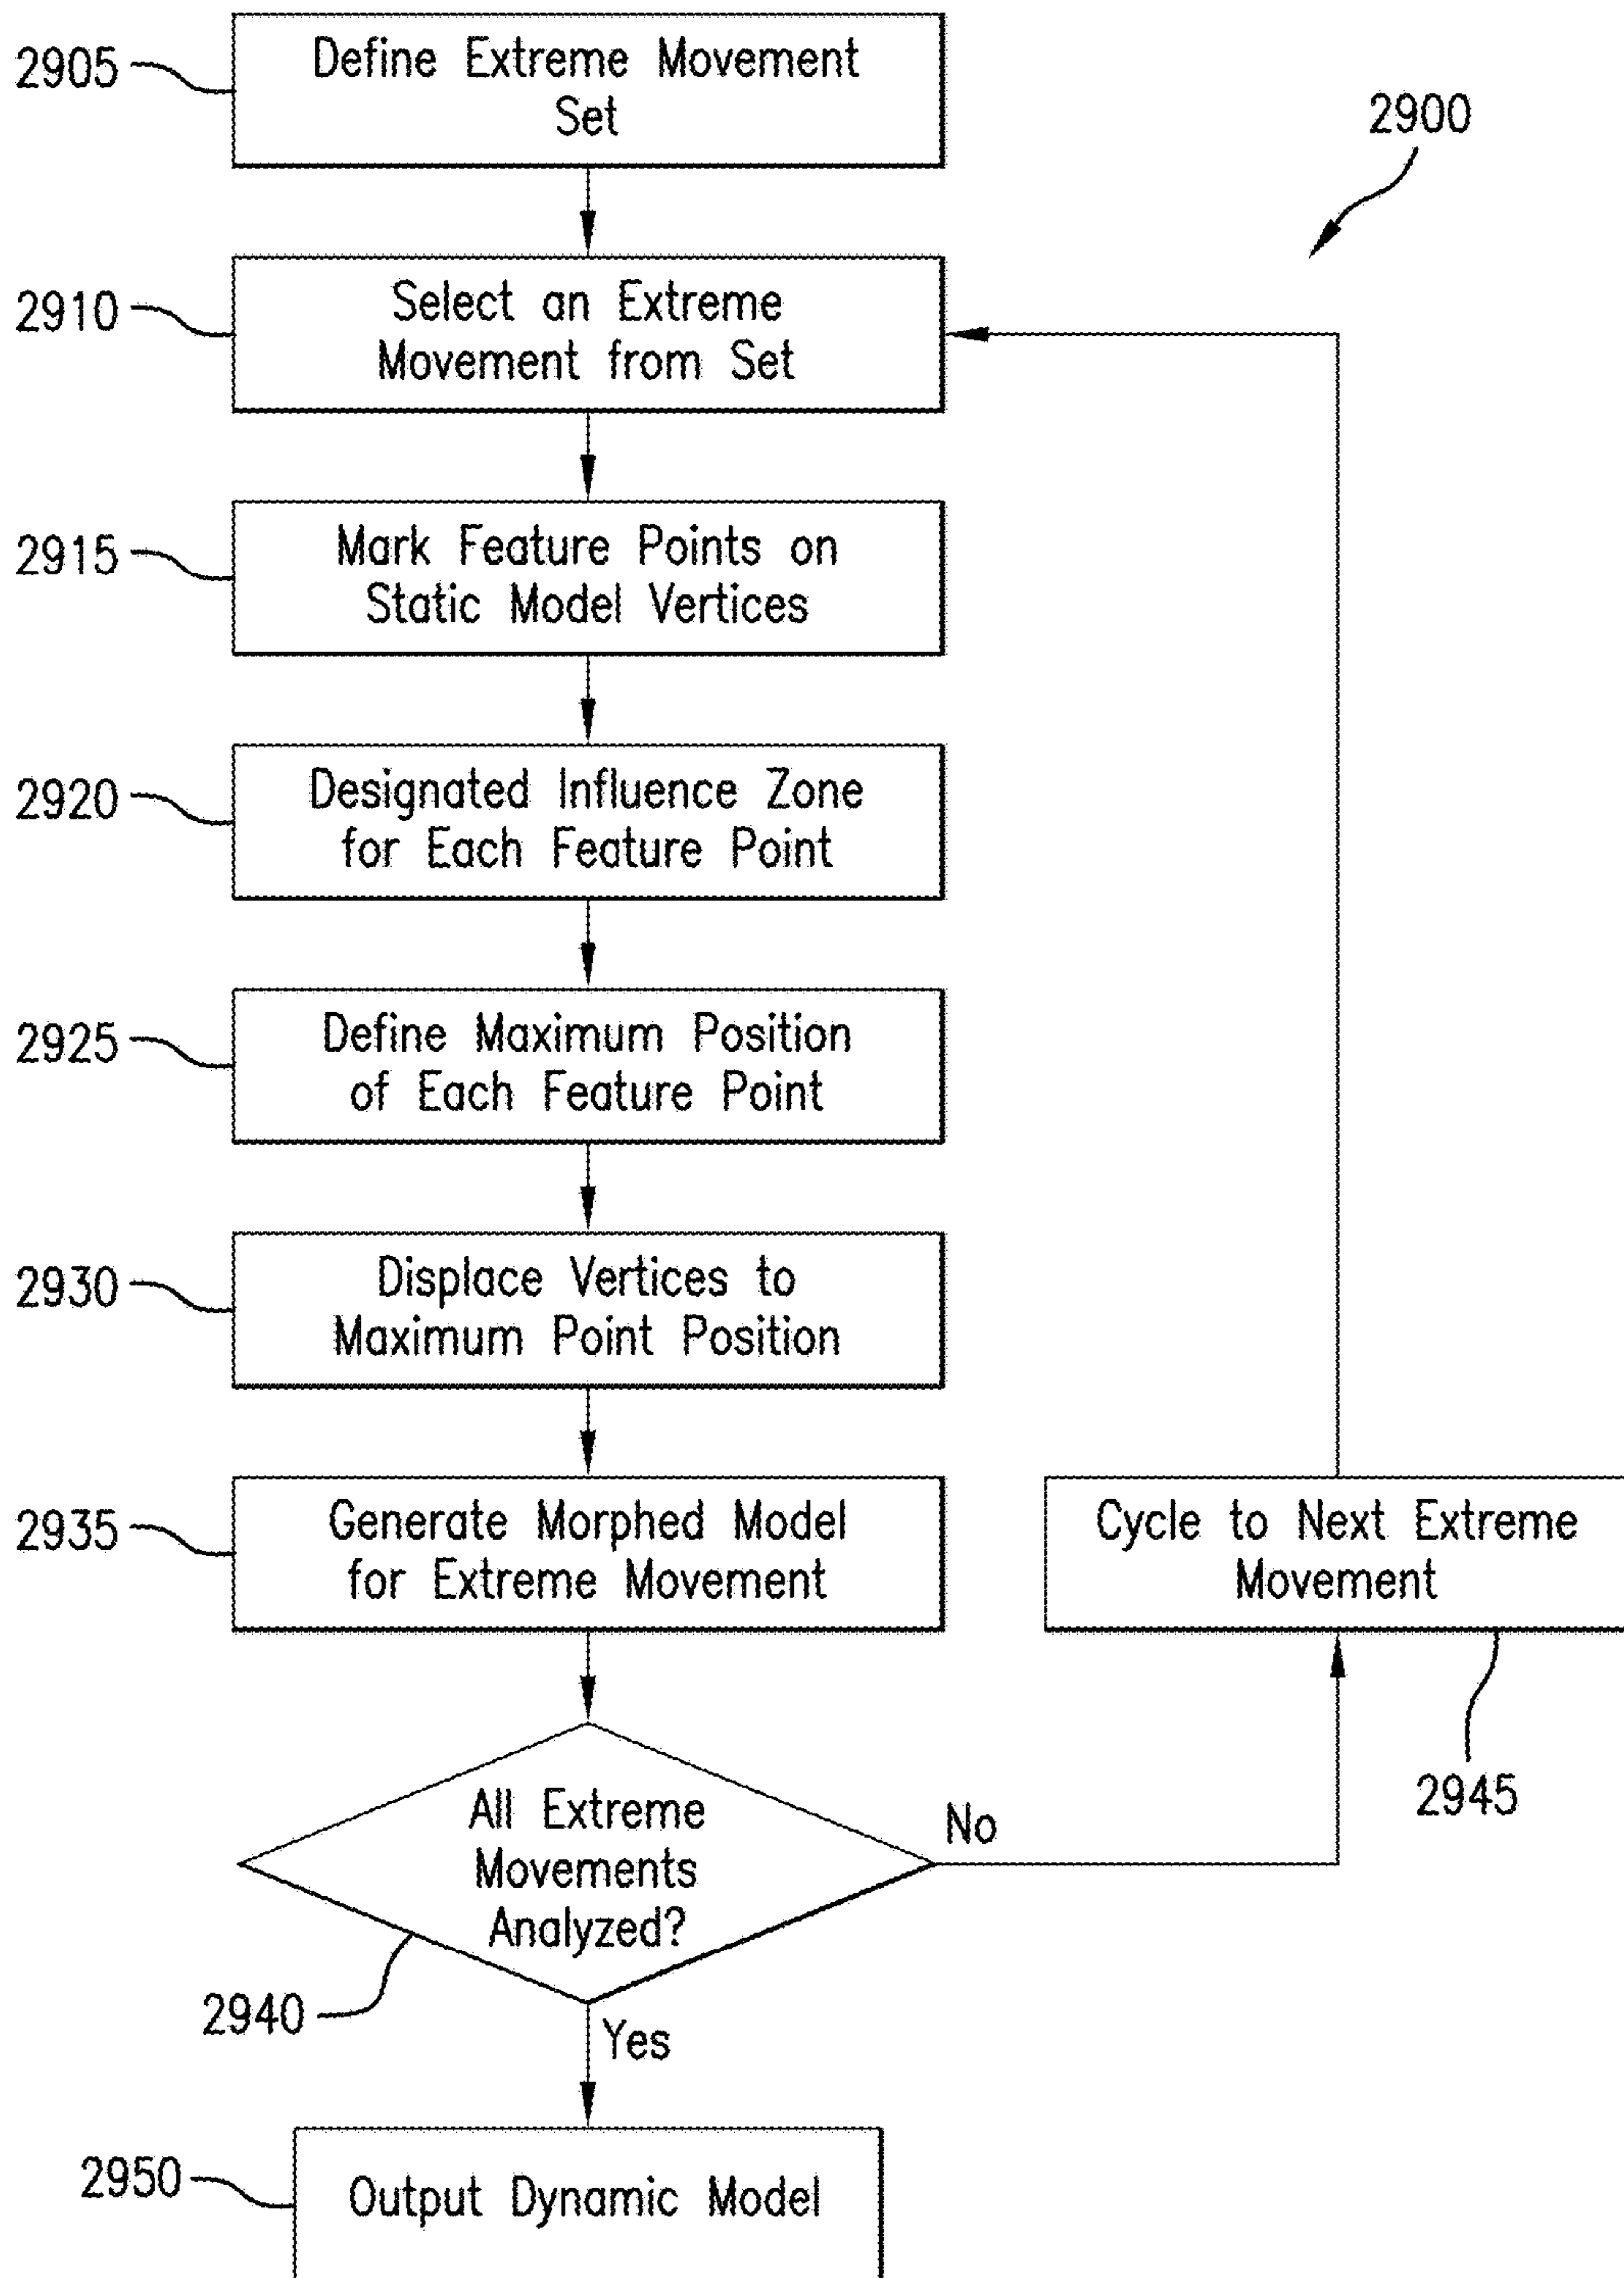 2905
Define Extreme Movement
Set
2900
2910
Select an Extreme
Movement from Set
2915
Mark Feature Points on
Static Model Vertices
2920
Designated Influence Zone
for Each Feature Point
2925
Define Maximum Position
of Each Feature Point
2930
Displace Vertices to
Maximum Point Position
2935
Generate Morphed Model
for Extreme Movement
Cycle to Next Extreme
Movement
2945
All Extreme
Movements
Analyzed?
No
2940
Yes
2950
Output Dynamic Model